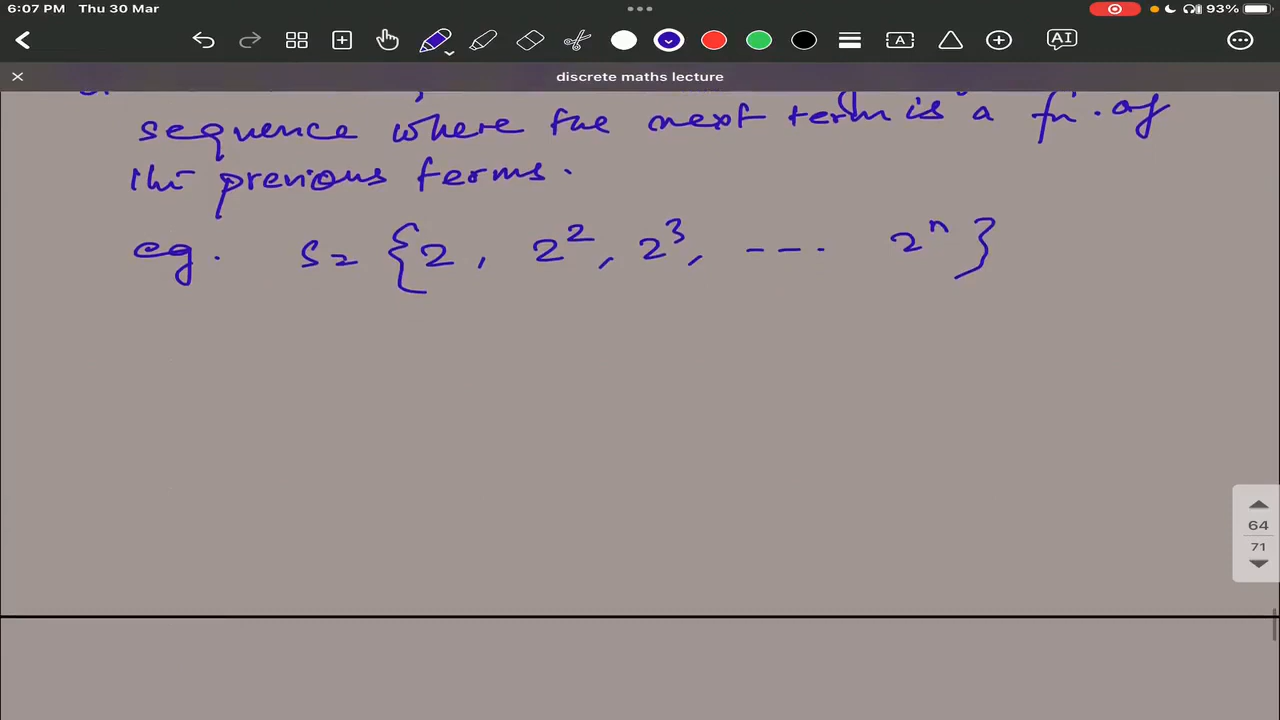 6:07 PM Thu 30 Mar
93%
AI
discrete maths lecture
sequence where the next term is a fn. of
the previous terms.
eg. S = {2, 2², 2³, ---. 2ⁿ}
64
71